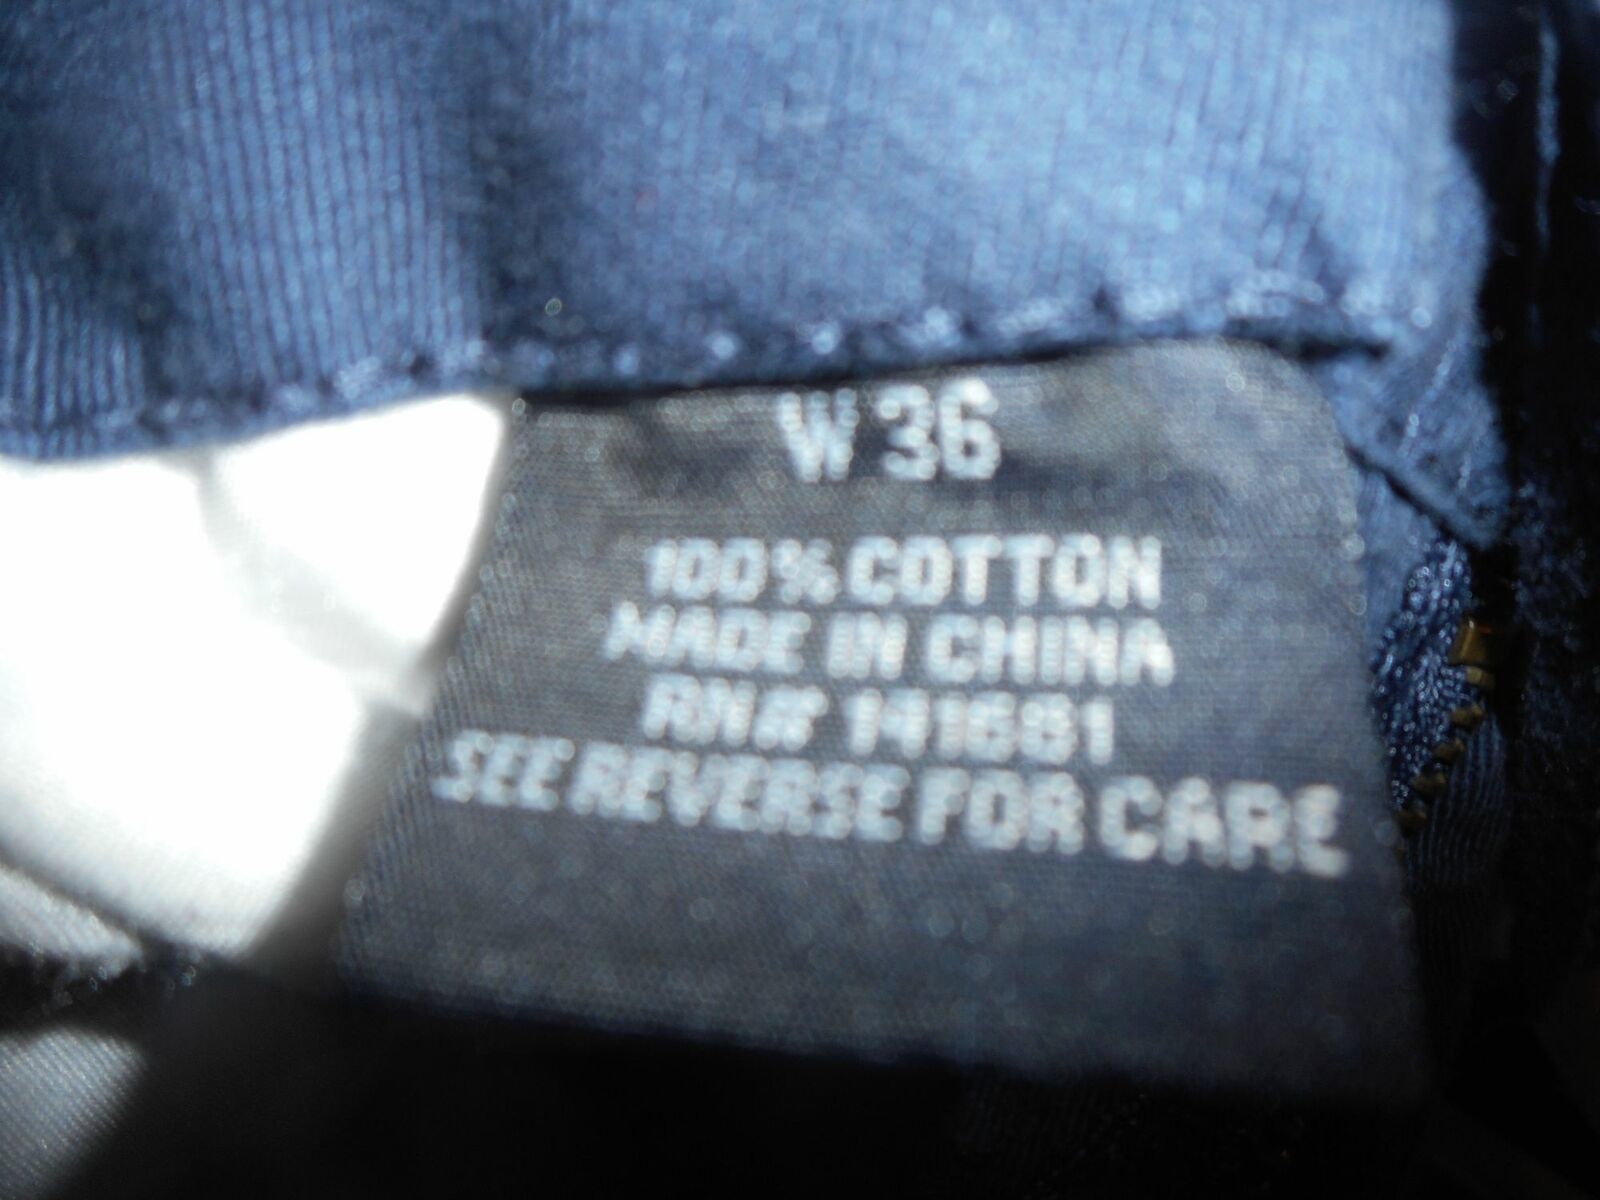 W 36
100% COTTON
MADE IN CHINA
RN# 141681
SEE REVERSE FOR CARE